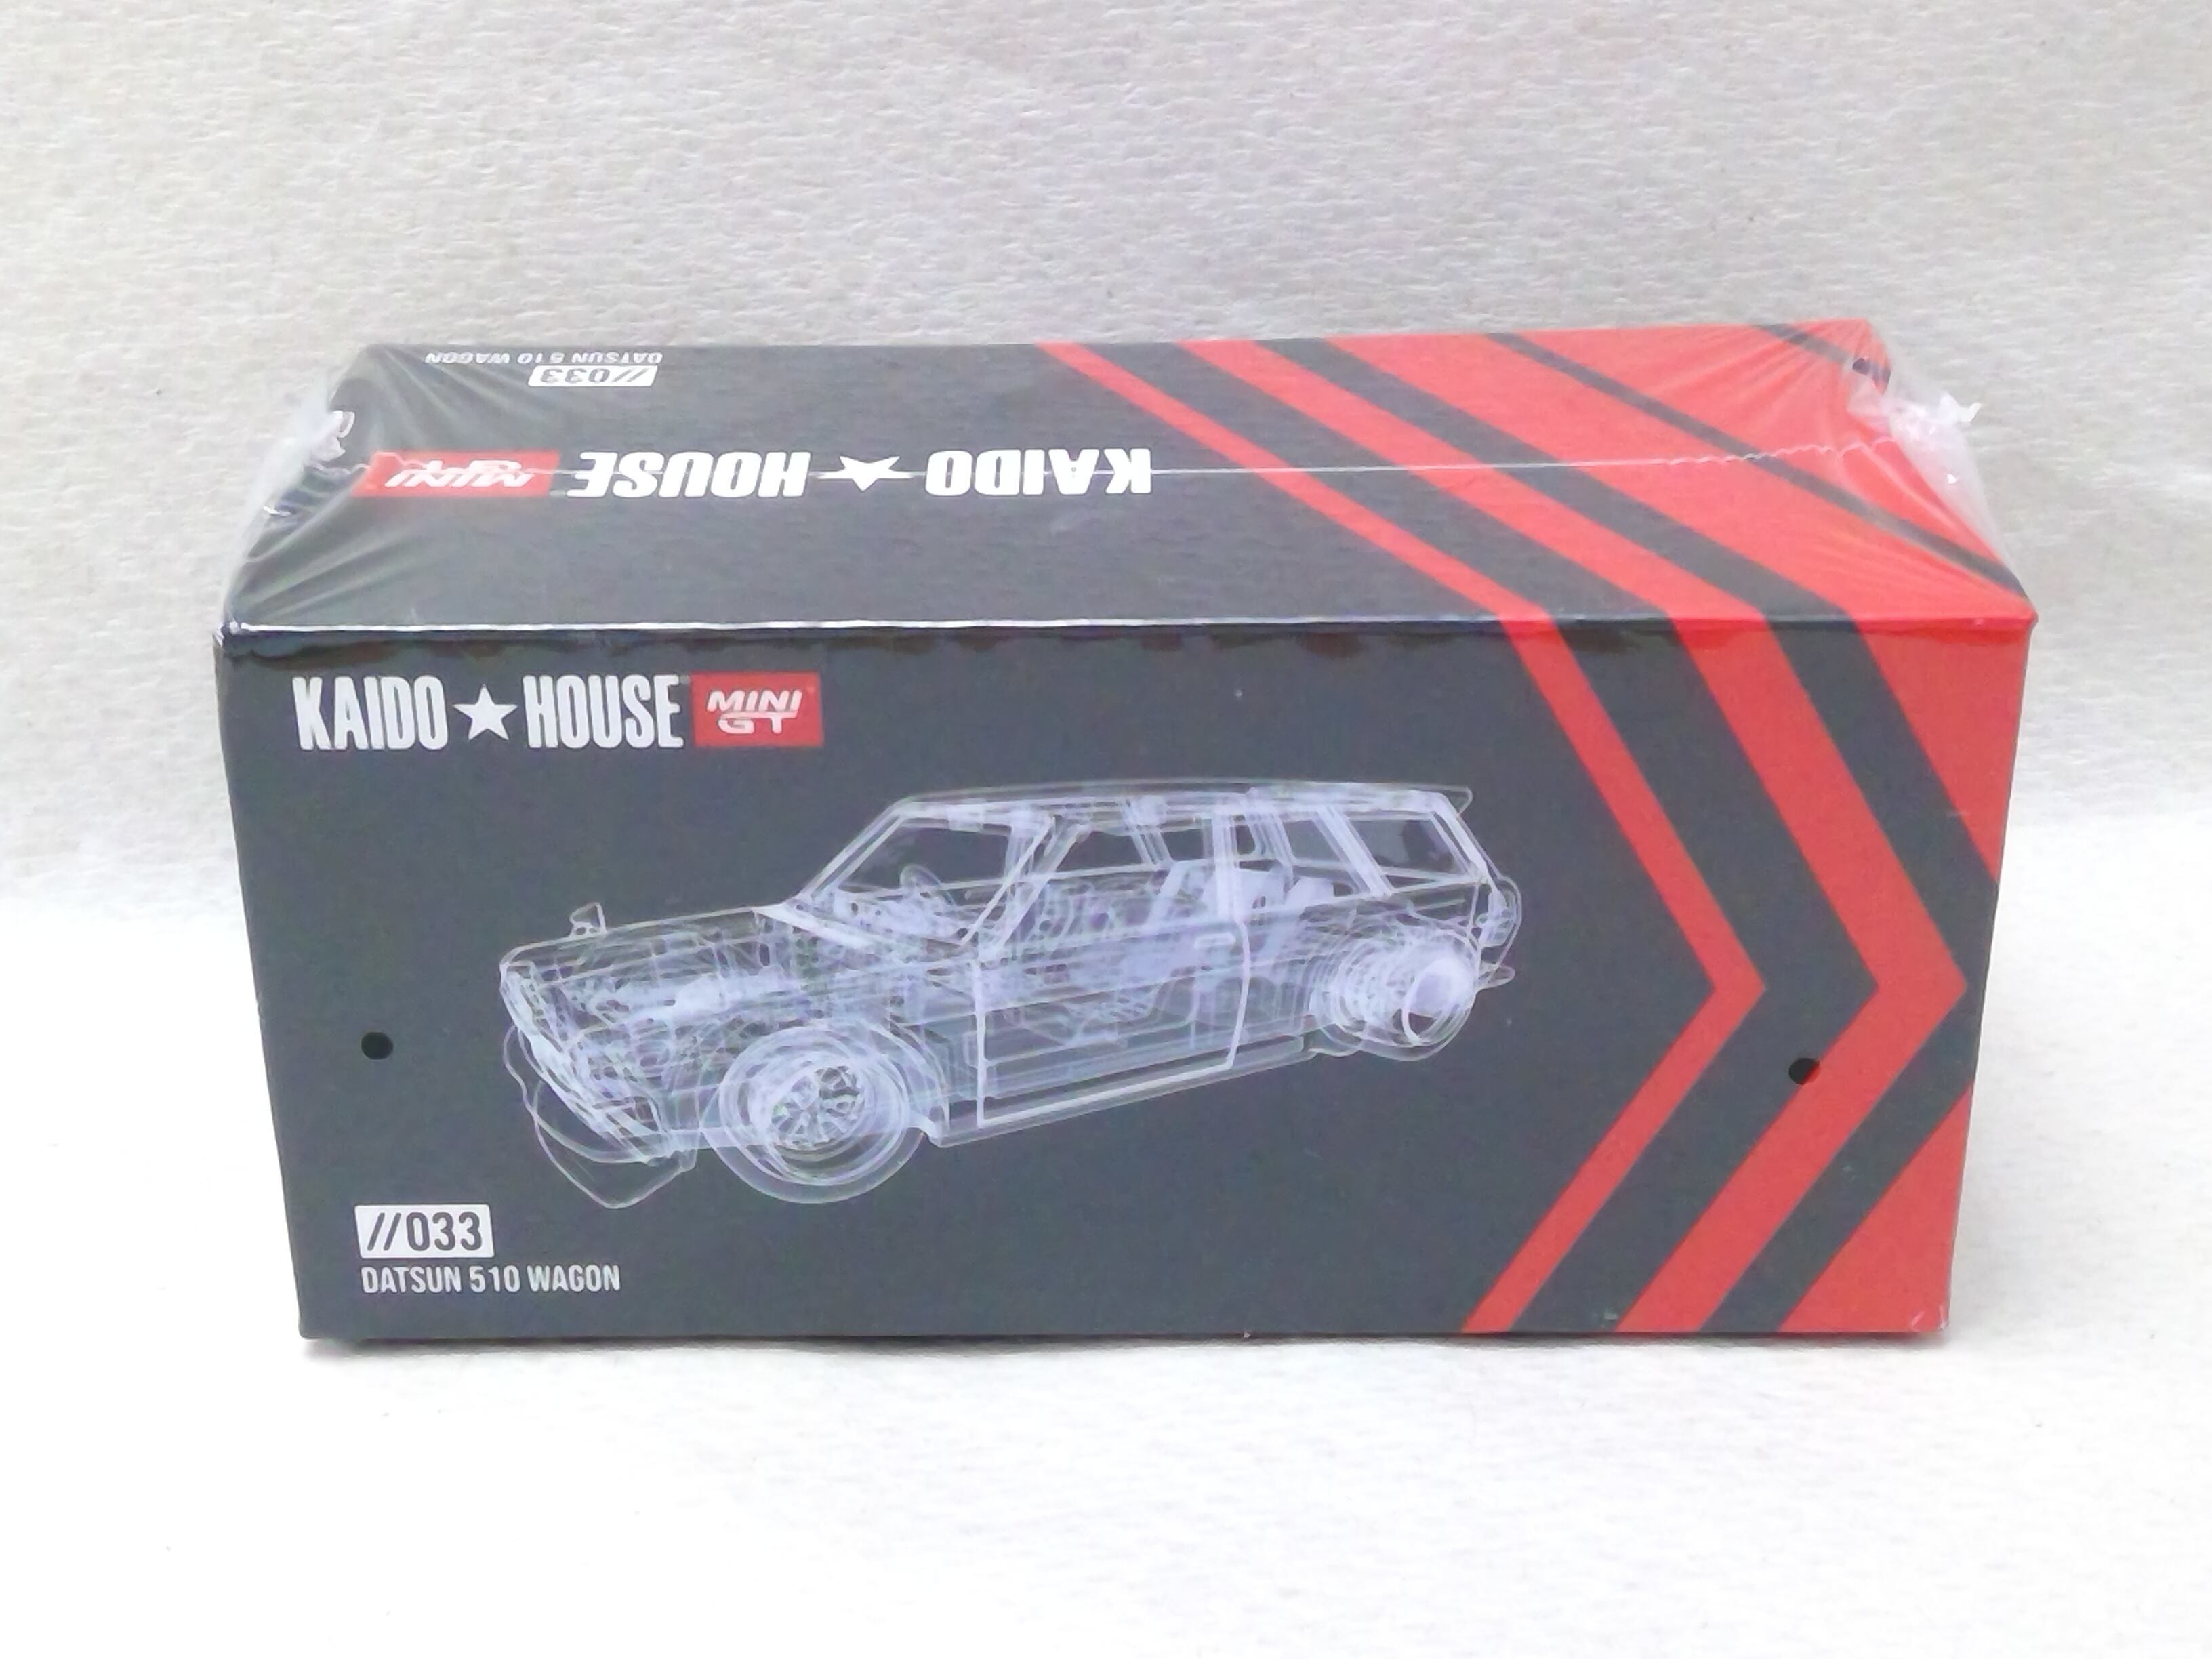 DATSUN 510 WAGON
//033
KAIDO★HOUSE MINI GT
KAIDO★HOUSE MINI GT
//033
DATSUN 510 WAGON